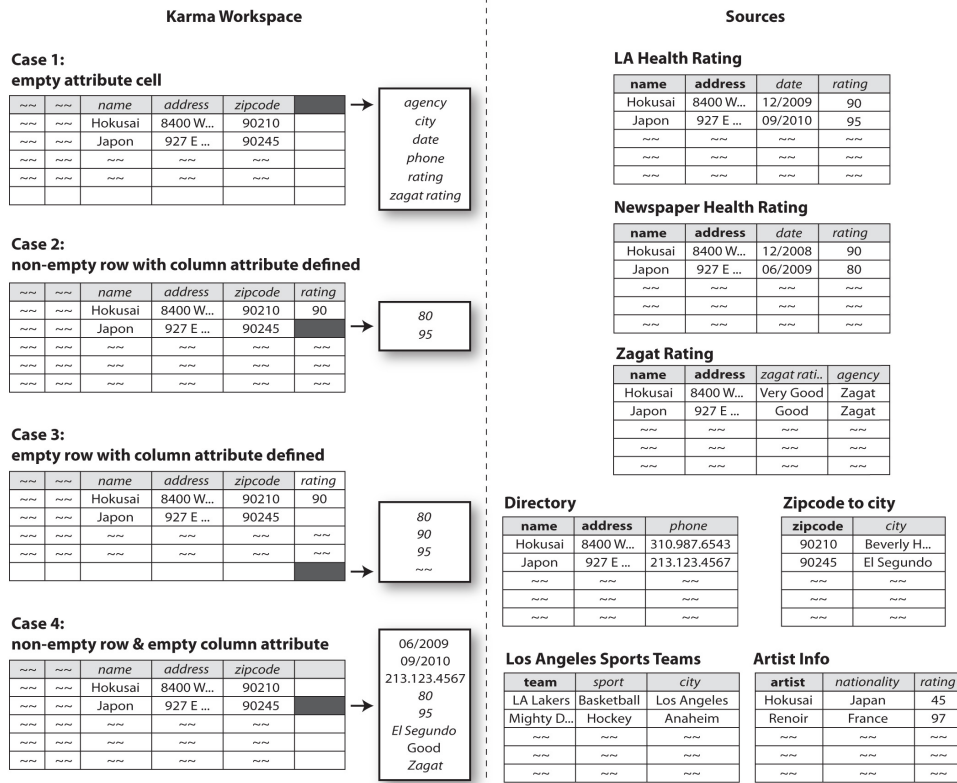 Karma Workspace
Case 1:
empty attribute cell
~~ ~~ name address zipcode
~~ ~~ Hokusai 8400 W... 90210
~~ ~~ Japon 927 E ... 90245
~~ ~~ ~~ ~~ ~~
~~ ~~ ~~ ~~ ~~
agency
city
date
phone
rating
zagat rating
Case 2:
non-empty row with column attribute defined
~~ ~~ name address zipcode rating
~~ ~~ Hokusai 8400 W... 90210 90
~~ ~~ Japon 927 E ... 90245
~~ ~~ ~~ ~~ ~~ ~~
~~ ~~ ~~ ~~ ~~ ~~
~~ ~~ ~~ ~~ ~~ ~~
80
95
Case 3:
empty row with column attribute defined
~~ ~~ name address zipcode rating
~~ ~~ Hokusai 8400 W... 90210 90
~~ ~~ Japon 927 E ... 90245
~~ ~~ ~~ ~~ ~~ ~~
~~ ~~ ~~ ~~ ~~ ~~
80
90
95
~~
Case 4:
non-empty row & empty column attribute
~~ ~~ name address zipcode
~~ ~~ Hokusai 8400 W... 90210
~~ ~~ Japon 927 E ... 90245
~~ ~~ ~~ ~~ ~~
~~ ~~ ~~ ~~ ~~
~~ ~~ ~~ ~~ ~~
06/2009
09/2010
213.123.4567
80
95
El Segundo
Good
Zagat
Sources
LA Health Rating
name address date rating
Hokusai 8400 W... 12/2009 90
Japon 927 E ... 09/2010 95
~~ ~~ ~~ ~~
~~ ~~ ~~ ~~
~~ ~~ ~~ ~~
Newspaper Health Rating
name address date rating
Hokusai 8400 W... 12/2008 90
Japon 927 E ... 06/2009 80
~~ ~~ ~~ ~~
~~ ~~ ~~ ~~
~~ ~~ ~~ ~~
Zagat Rating
name address zagat rati.. agency
Hokusai 8400 W... Very Good Zagat
Japon 927 E ... Good Zagat
~~ ~~ ~~ ~~
~~ ~~ ~~ ~~
~~ ~~ ~~ ~~
Directory
name address phone
Hokusai 8400 W... 310.987.6543
Japon 927 E ... 213.123.4567
~~ ~~ ~~
~~ ~~ ~~
~~ ~~ ~~
Zipcode to city
zipcode city
90210 Beverly H...
90245 El Segundo
~~ ~~
~~ ~~
~~ ~~
Los Angeles Sports Teams
team sport city
LA Lakers Basketball Los Angeles
Mighty D... Hockey Anaheim
~~ ~~ ~~
~~ ~~ ~~
~~ ~~ ~~
Artist Info
artist nationality rating
Hokusai Japan 45
Renoir France 97
~~ ~~ ~~
~~ ~~ ~~
~~ ~~ ~~